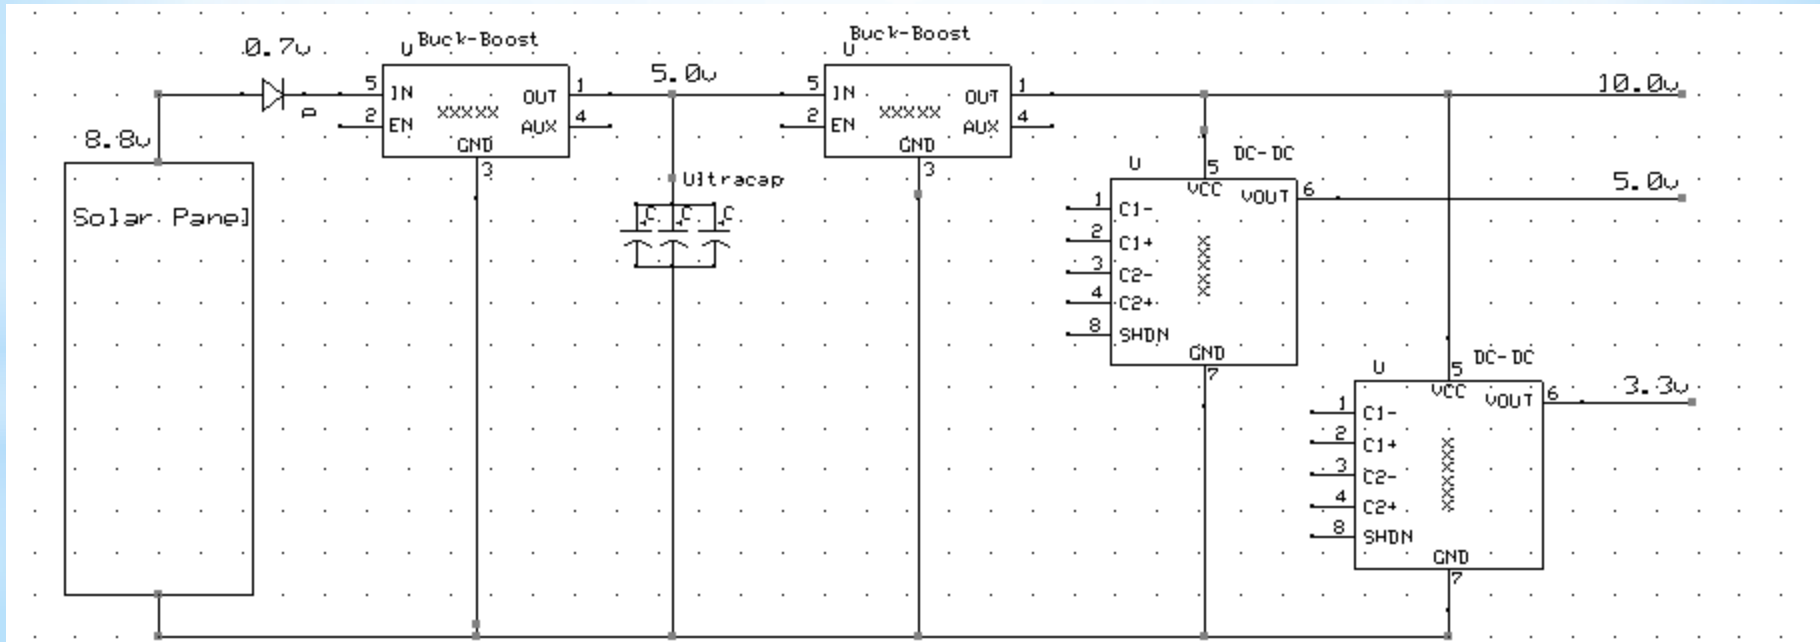 0.7v
8.8v
Solar Panel
D
U Buck-Boost
5 IN
2 EN
XXXXX
OUT 1
AUX 4
GND
3
5.0v
Ultracap
C C C
Buck-Boost
U
5 IN
2 EN
XXXXX
OUT 1
AUX 4
GND
3
10.0v
U DC-DC
5
VCC
VOUT 6
5.0v
1 C1-
2 C1+
3 C2-
4 C2+
8 SHDN
XXXXX
GND
7
U DC-DC
5
VCC
VOUT 6
3.3v
1 C1-
2 C1+
3 C2-
4 C2+
8 SHDN
XXXXXX
GND
7